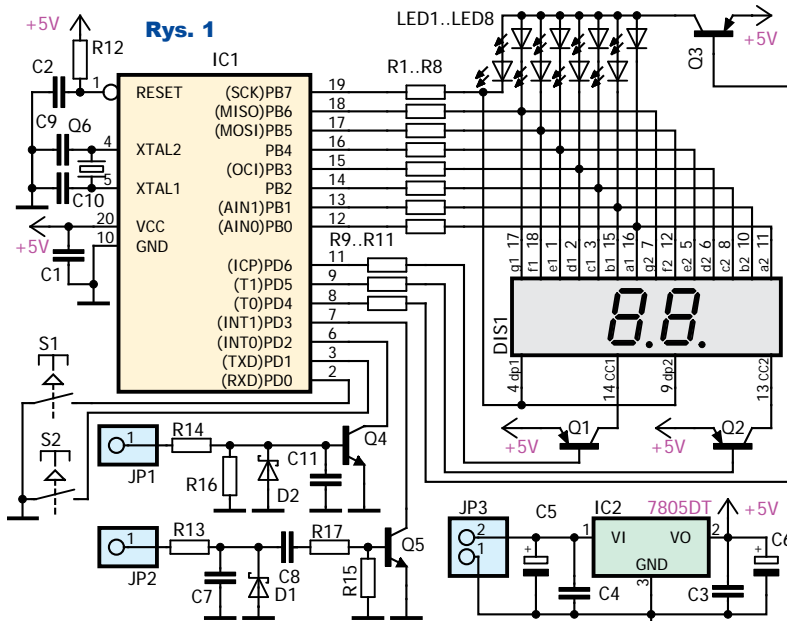 +5V
Rys. 1
LED1..LED8
+5V
R12
IC1
Q3
C2
1
RESET
(SCK)PB7
19
R1..R8
(MISO)PB6
18
C9
Q6
(MOSI)PB5
17
4
XTAL2
PB4
16
(OCI)PB3
15
5
XTAL1
PB2
14
C10
(AIN1)PB1
13
20
VCC
(AIN0)PB0
12
+5V
10
GND
R9..R11
C1
(ICP)PD6
11
(T1)PD5
9
(T0)PD4
8
(INT1)PD3
7
(INT0)PD2
6
(TXD)PD1
3
(RXD)PD0
2
g1 17
f1 18
e1 1
d1 2
c1 3
b1 15
a1 16
g2 7
f2 12
e2 5
d2 6
c2 8
b2 10
a2 11
DIS1
8.8.
4 dp1
14 CC1
9 dp2
13 CC2
S1
S2
Q1
+5V
Q2
+5V
1
JP1
R14
R16
D2
C11
Q4
1
JP2
R13
C7
D1
C8
R17
R15
Q5
JP3
2
1
C5
+
C4
IC2
7805DT
1
VI
VO
2
GND
3
+5V
C3
+
C6